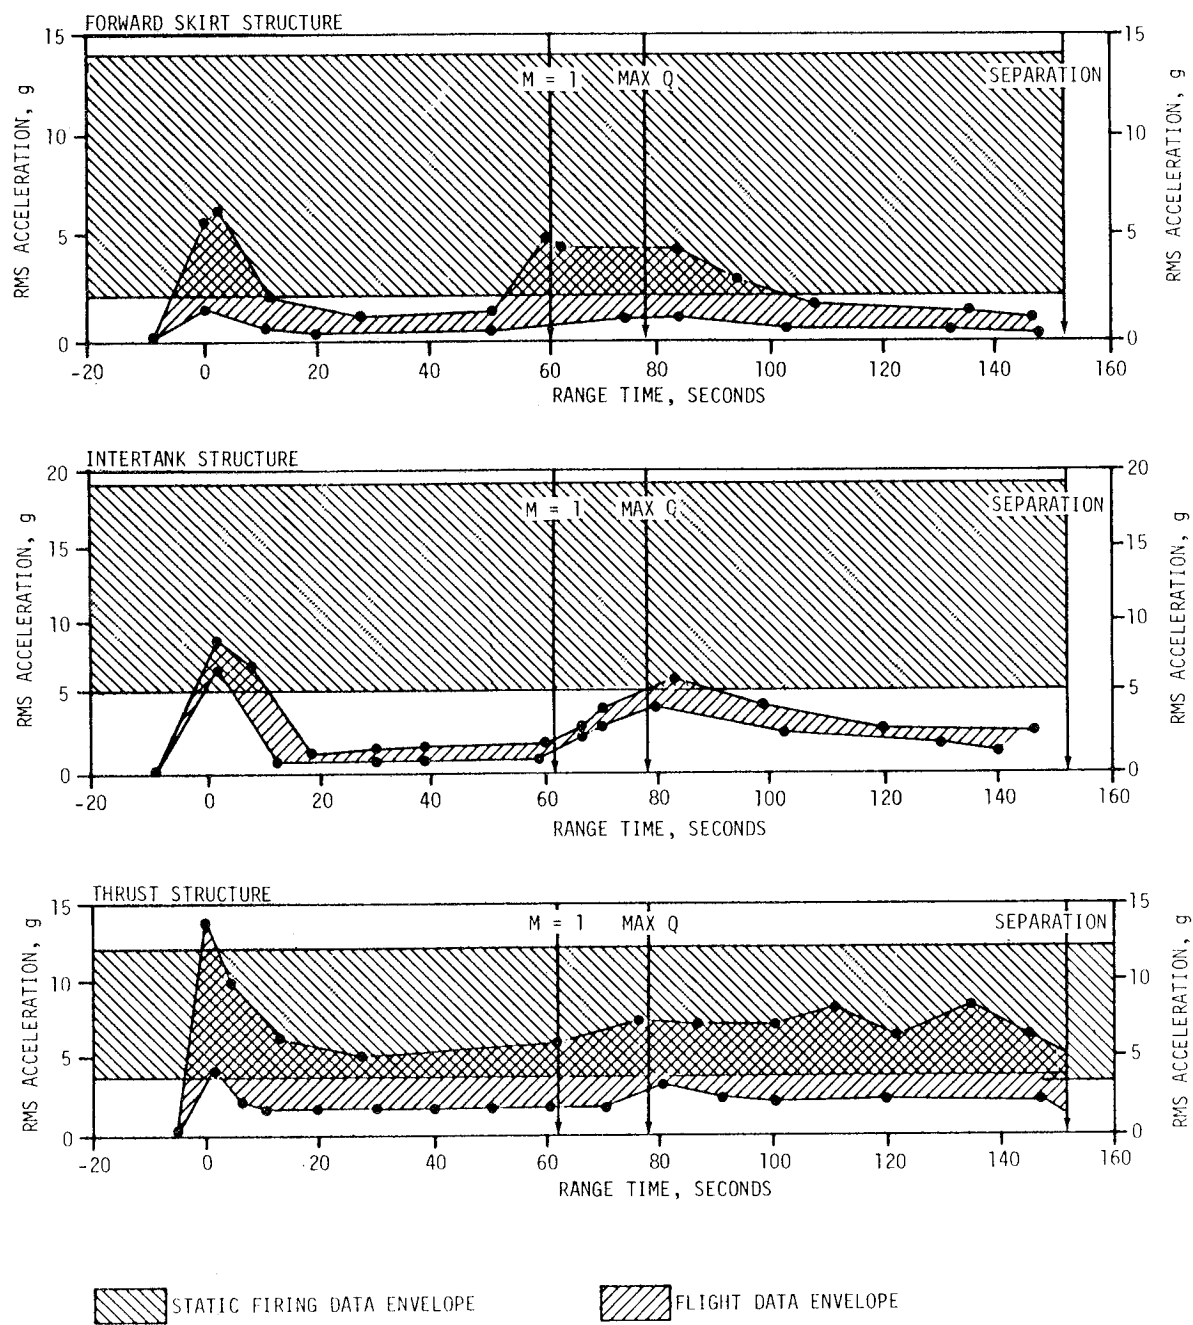 FORWARD SKIRT STRUCTURE
15 15
M = 1 MAX Q SEPARATION
10 10
5 5
0 0
RMS ACCELERATION, g
RMS ACCELERATION, g
-20 0 20 40 60 80 100 120 140 160
RANGE TIME, SECONDS
INTERTANK STRUCTURE
20 20
M = 1 MAX Q SEPARATION
15 15
10 10
5 5
0 0
RMS ACCELERATION, g
RMS ACCELERATION, g
-20 0 20 40 60 80 100 120 140 160
RANGE TIME, SECONDS
THRUST STRUCTURE
15 15
M = 1 MAX Q SEPARATION
10 10
5 5
0 0
RMS ACCELERATION, g
RMS ACCELERATION, g
-20 0 20 40 60 80 100 120 140 160
RANGE TIME, SECONDS
STATIC FIRING DATA ENVELOPE
FLIGHT DATA ENVELOPE